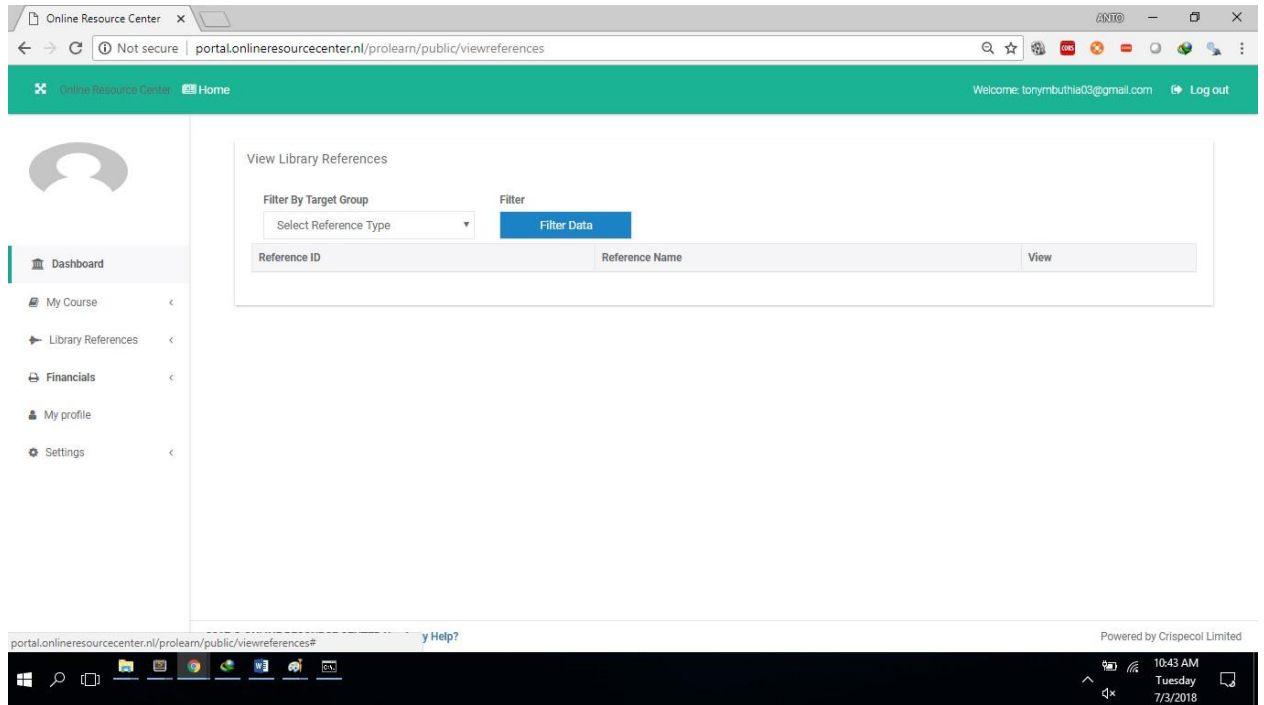 Online Resource Center
ANTO
Not secure | portal.onlineresourcecenter.nl/prolearn/public/viewreferences
CORS
Online Resource Center Home
Welcome: tonymbuthia03@gmail.com Log out
View Library References
Filter By Target Group Filter
Select Reference Type Filter Data
Reference ID Reference Name View
Dashboard
My Course
Library References
Financials
My profile
Settings
y Help?
Powered by Crispecol Limited
portal.onlineresourcecenter.nl/prolearn/public/viewreferences#
10:43 AM
Tuesday
7/3/2018